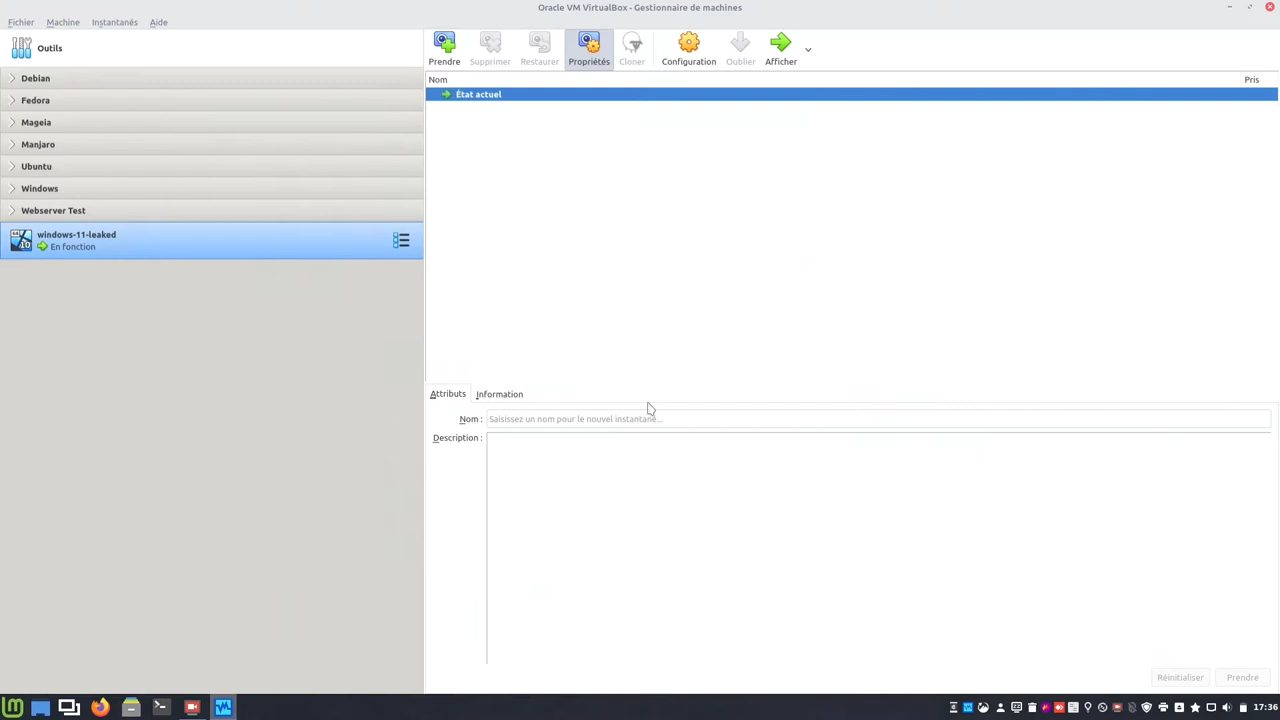 Oracle VM VirtualBox - Gestionnaire de machines
Fichier Machine Instantanés Aide
Outils
Prendre Supprimer Restaurer Propriétés Cloner Configuration Oublier Afficher
Nom Pris
État actuel
Debian
Fedora
Mageia
Manjaro
Ubuntu
Windows
Webserver Test
windows-11-leaked
En fonction
Attributs Information
Nom : Saisissez un nom pour le nouvel instantané...
Description :
Réinitialiser Prendre
17:36